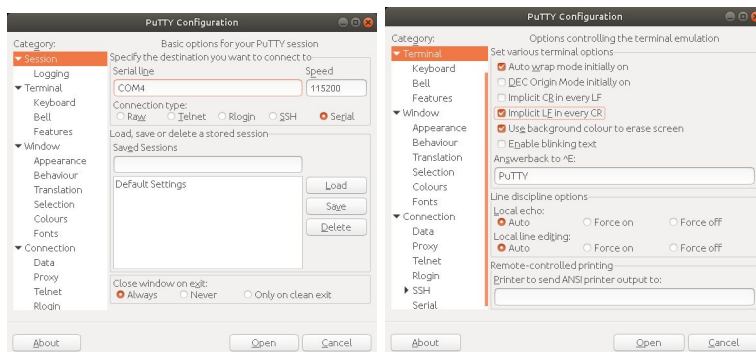 PuTTY Configuration
Category:
Session
Logging
Terminal
Keyboard
Bell
Features
Window
Appearance
Behaviour
Translation
Selection
Colours
Fonts
Connection
Data
Proxy
Telnet
Rlogin
Basic options for your PuTTY session
Specify the destination you want to connect to
Serial line Speed
COM4 115200
Connection type:
Raw Telnet Rlogin SSH Serial
Load, save or delete a stored session
Saved Sessions
Default Settings
Load
Save
Delete
Close window on exit:
Always Never Only on clean exit
About Open Cancel
PuTTY Configuration
Category:
Terminal
Keyboard
Bell
Features
Window
Appearance
Behaviour
Translation
Selection
Colours
Fonts
Connection
Data
Proxy
Telnet
Rlogin
SSH
Serial
Options controlling the terminal emulation
Set various terminal options
Auto wrap mode initially on
DEC Origin Mode initially on
Implicit CR in every LF
Implicit LF in every CR
Use background colour to erase screen
Enable blinking text
Answerback to ^E:
PuTTY
Line discipline options
Local echo:
Auto Force on Force off
Local line editing:
Auto Force on Force off
Remote-controlled printing
Printer to send ANSI printer output to:
About Open Cancel